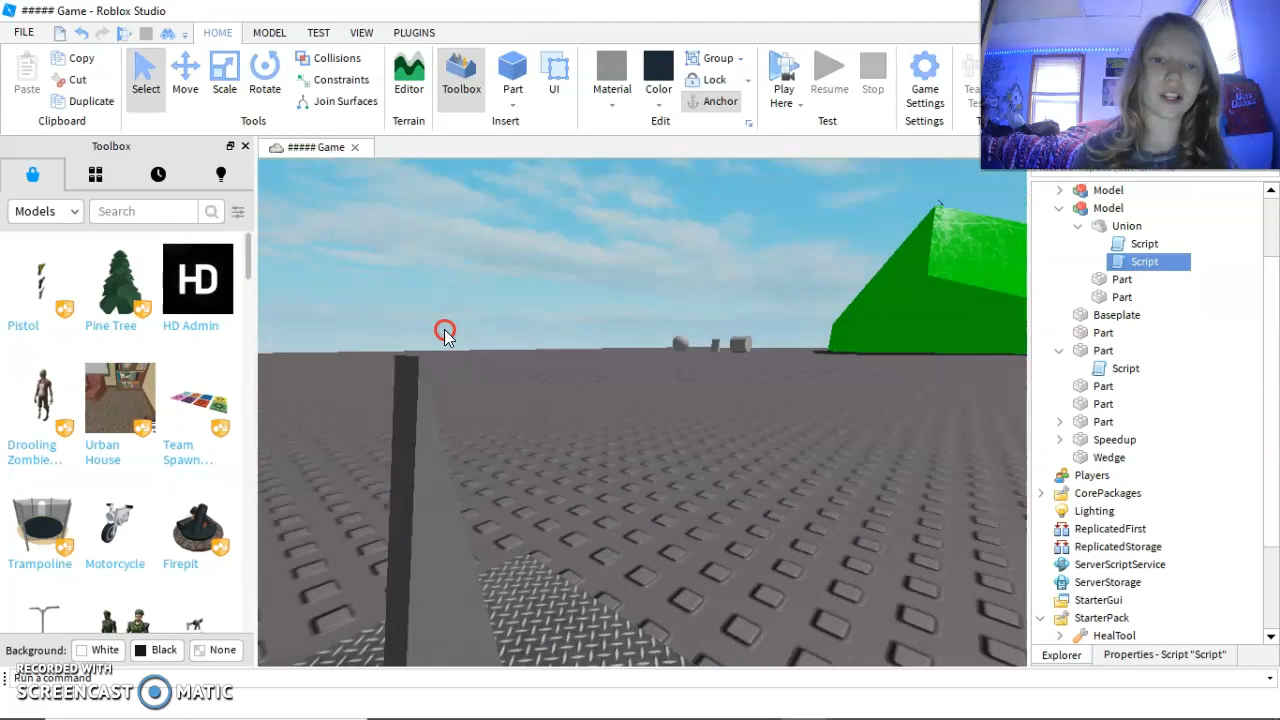 ##### Game - Roblox Studio
FILE HOME MODEL TEST VIEW PLUGINS
Paste Copy Cut Duplicate Clipboard
Select Move Scale Rotate Collisions Constraints Join Surfaces Tools
Editor Terrain
Toolbox Part UI Insert
Material Color Group Lock Anchor Edit
Play Here Resume Stop Test
Game Settings Settings
Toolbox
##### Game
Models Search
Pistol Pine Tree HD Admin
HD
Drooling Zombie... Urban House Team Spawn...
Trampoline Motorcycle Firepit
Background: White Black None
RECORDED WITH
SCREENCAST MATIC
Run a command
Model
Model
Union
Script
Script
Part
Part
Baseplate
Part
Part
Script
Part
Part
Part
Speedup
Wedge
Players
CorePackages
Lighting
ReplicatedFirst
ReplicatedStorage
ServerScriptService
ServerStorage
StarterGui
StarterPack
HealTool
Explorer Properties - Script "Script"